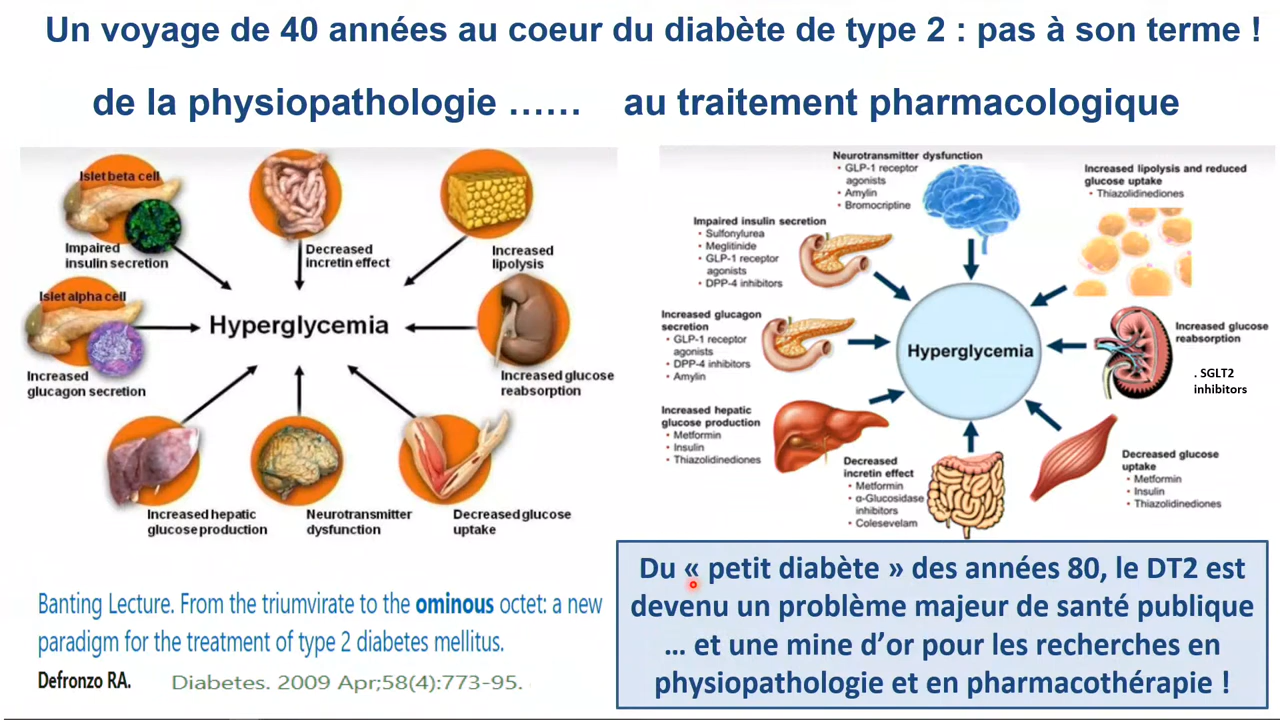 Un voyage de 40 années au coeur du diabète de type 2 : pas à son terme !
de la physiopathologie …… au traitement pharmacologique
Islet beta cell
Impaired
insulin secretion
Decreased
incretin effect
Increased
lipolysis
Islet alpha cell
Increased
glucagon secretion
Hyperglycemia
Increased glucose
reabsorption
Increased hepatic
glucose production
Neurotransmitter
dysfunction
Decreased glucose
uptake
Neurotransmitter dysfunction
• GLP-1 receptor
agonists
• Amylin
• Bromocriptine
Increased lipolysis and reduced
glucose uptake
• Thiazolidinediones
Impaired insulin secretion
• Sulfonylurea
• Meglitinide
• GLP-1 receptor
agonists
• DPP-4 inhibitors
Increased glucagon
secretion
• GLP-1 receptor
agonists
• DPP-4 inhibitors
• Amylin
Hyperglycemia
Increased glucose
reabsorption
. SGLT2
inhibitors
Increased hepatic
glucose production
• Metformin
• Insulin
• Thiazolidinediones
Decreased
incretin effect
• Metformin
• α-Glucosidase
inhibitors
• Colesevelam
Decreased glucose
uptake
• Metformin
• Insulin
• Thiazolidinediones
Banting Lecture. From the triumvirate to the ominous octet: a new
paradigm for the treatment of type 2 diabetes mellitus.
Defronzo RA. Diabetes. 2009 Apr;58(4):773-95.
Du « petit diabète » des années 80, le DT2 est
devenu un problème majeur de santé publique
… et une mine d’or pour les recherches en
physiopathologie et en pharmacothérapie !